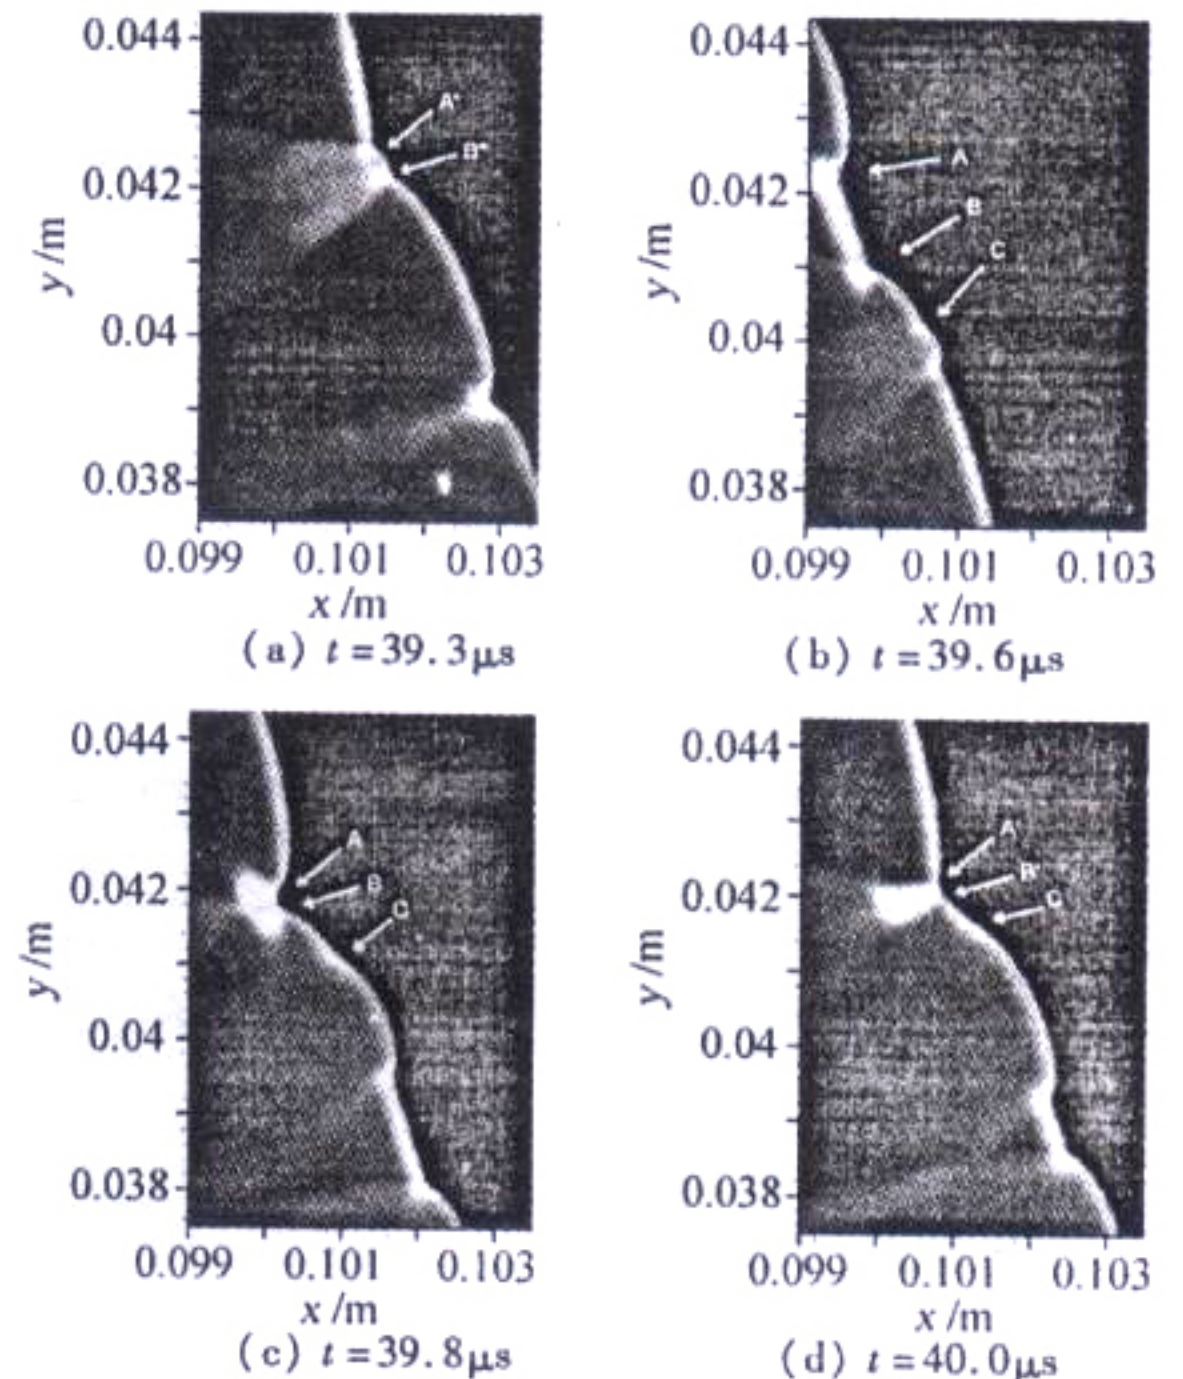 0.044
0.042
0.04
0.038
y /m
A'
B"
0.099 0.101 0.103
x /m
(a) t = 39.3μs
0.044
0.042
0.04
0.038
y /m
A
B
C
0.099 0.101 0.103
x /m
(b) t = 39.6μs
0.044
0.042
0.04
0.038
y /m
A
B
C
0.099 0.101 0.103
x /m
(c) t = 39.8μs
0.044
0.042
0.04
0.038
y /m
A'
B'
C
0.099 0.101 0.103
x /m
(d) t = 40.0μs